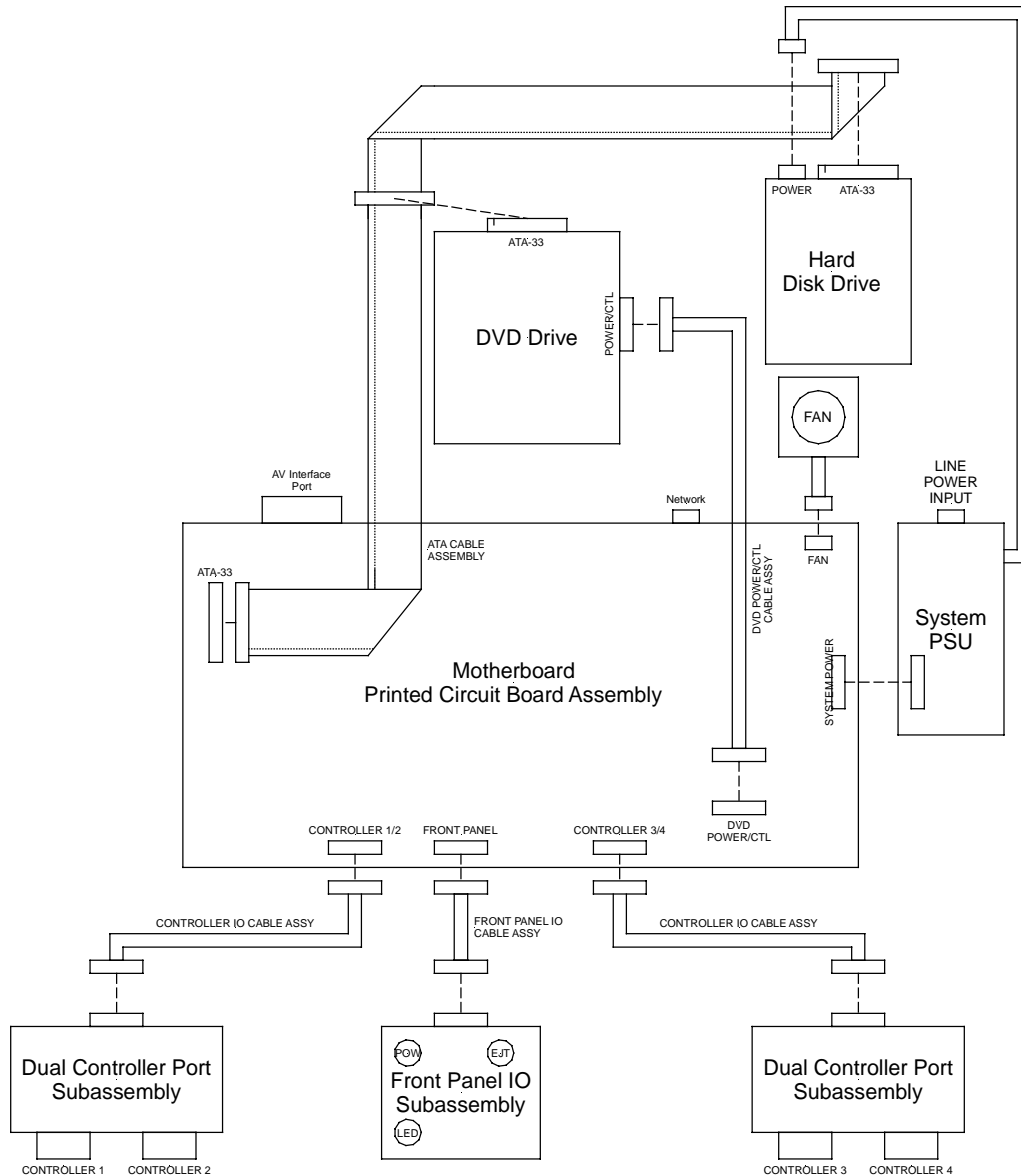 POWER
ATA-33
ATA-33
Hard
Disk Drive
DVD Drive
POWER/CTL
FAN
AV Interface
Port
Network
LINE
POWER
INPUT
ATA CABLE
ASSEMBLY
FAN
ATA-33
DVD POWER/CTL
CABLE ASSY
System
PSU
Motherboard
Printed Circuit Board Assembly
SYSTEM POWER
DVD
POWER/CTL
CONTROLLER 1/2
FRONT PANEL
CONTROLLER 3/4
CONTROLLER IO CABLE ASSY
FRONT PANEL IO
CABLE ASSY
CONTROLLER IO CABLE ASSY
Dual Controller Port
Subassembly
POW
EJT
Front Panel IO
Subassembly
LED
Dual Controller Port
Subassembly
CONTROLLER 1
CONTROLLER 2
CONTROLLER 3
CONTROLLER 4